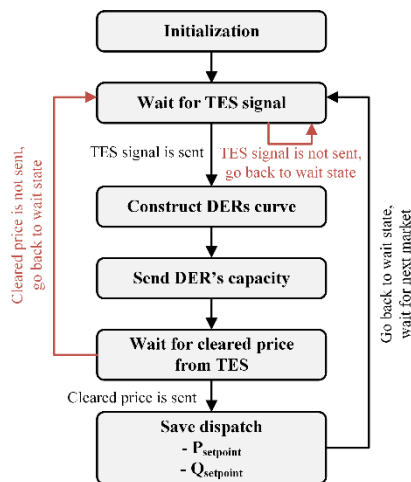 Initialization
Wait for TES signal
TES signal is sent
TES signal is not sent,
go back to wait state
Construct DERs curve
Send DER's capacity
Wait for cleared price
from TES
Cleared price is sent
Save dispatch
- Psetpoint
- Qsetpoint
Cleared price is not sent,
go back to wait state
Go back to wait state,
wait for next market